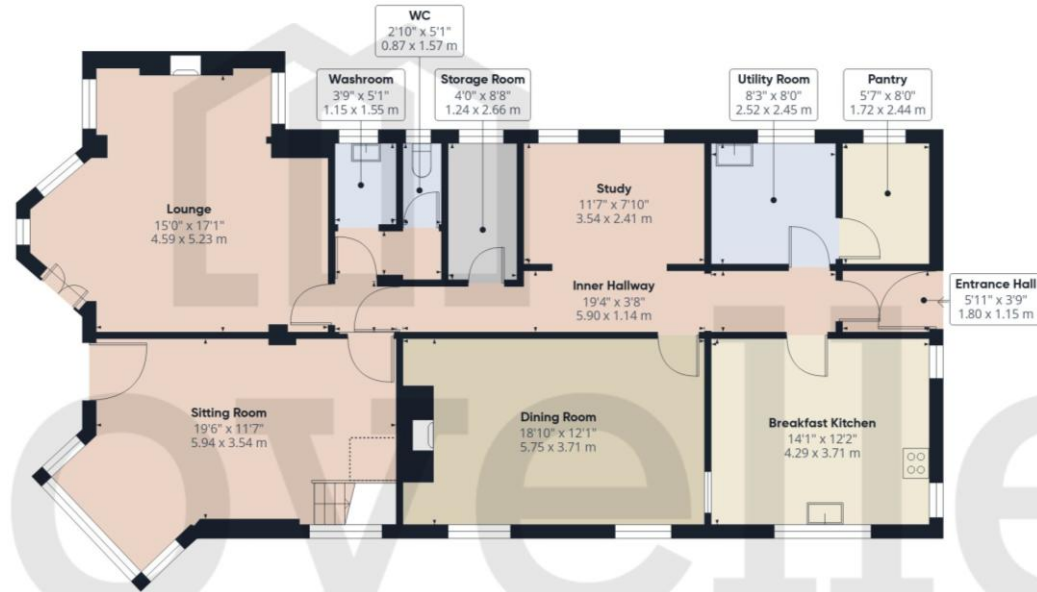 WC
2'10" x 5'1"
0.87 x 1.57 m
Washroom
3'9" x 5'1"
1.15 x 1.55 m
Storage Room
4'0" x 8'8"
1.24 x 2.66 m
Utility Room
8'3" x 8'0"
2.52 x 2.45 m
Pantry
5'7" x 8'0"
1.72 x 2.44 m
Study
11'7" x 7'10"
3.54 x 2.41 m
Lounge
15'0" x 17'1"
4.59 x 5.23 m
Inner Hallway
19'4" x 3'8"
5.90 x 1.14 m
Entrance Hall
5'11" x 3'9"
1.80 x 1.15 m
Sitting Room
19'6" x 11'7"
5.94 x 3.54 m
Dining Room
18'10" x 12'1"
5.75 x 3.71 m
Breakfast Kitchen
14'1" x 12'2"
4.29 x 3.71 m
ovelle